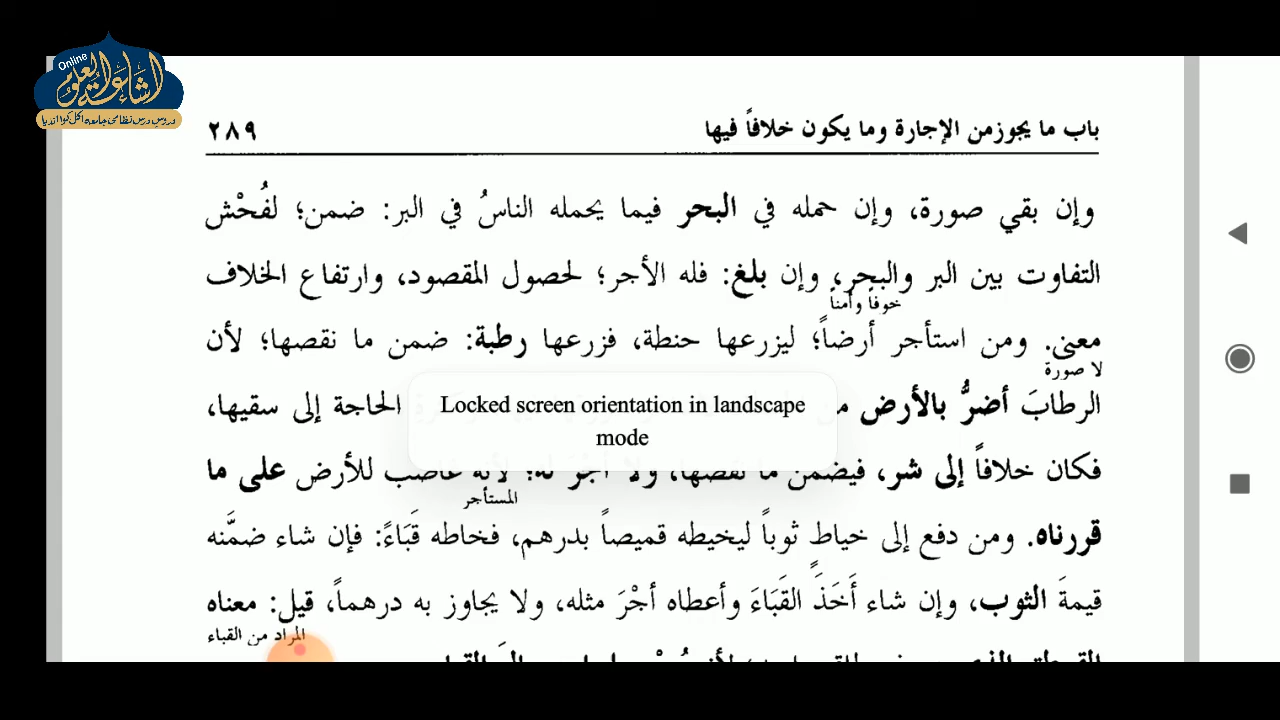 Online
اشاعۃ العلوم
دروسِ درس نظامی جامعہ اکل کوا انڈیا
باب ما يجوز من الإجارة وما يكون خلافاً فيها ٢٨٩
وإن بقي صورة، وإن حمله في البحر فيما يحمله الناسُ في البر: ضمن؛ لفُحْش
التفاوت بين البر والبحر، وإن بلغ: فله الأجر؛ لحصول المقصود، وارتفاع الخلاف
خوفاً وأمناً
معنى. ومن استأجر أرضاً؛ ليزرعها حنطة، فزرعها رطبة: ضمن ما نقصها؛ لأن
لا صورة
الرطابَ أضرُّ بالأرض الحاجة إلى سقيها،
Locked screen orientation in landscape
mode
فكان خلافاً إلى شر، فيضمن ما نقصها، ولا أجْرَ له؛ لأنه غاصب للأرض على ما
المستأجر
قررناه. ومن دفع إلى خياطٍ ثوباً ليخيطه قميصاً بدرهم، فخاطه قَبَاءً: فإن شاء ضمَّنه
قيمةَ الثوب، وإن شاء أَخَذَ القَبَاءَ وأعطاه أجْرَ مثله، ولا يجاوز به درهماً، قيل: معناه
المراد من القباء